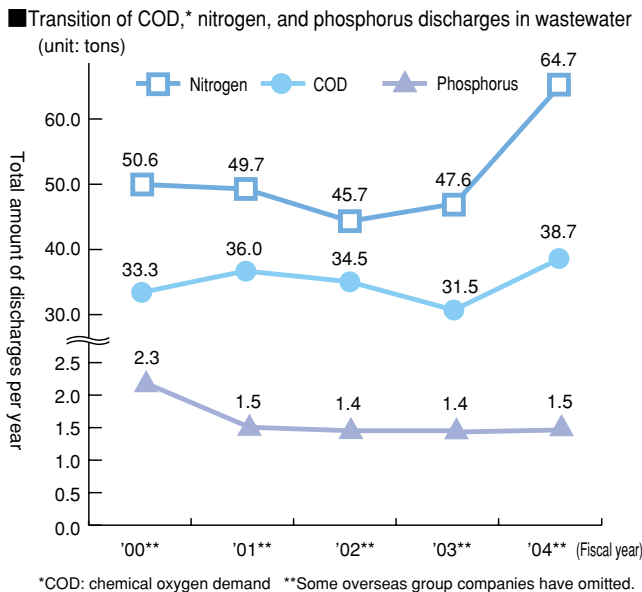 ■Transition of COD,* nitrogen, and phosphorus discharges in wastewater
(unit: tons)
Nitrogen COD Phosphorus
Total amount of discharges per year
60.0
50.0
40.0
30.0
2.5
2.0
1.5
1.0
0.5
0.0
50.6 49.7 45.7 47.6 64.7
33.3 36.0 34.5 31.5 38.7
2.3 1.5 1.4 1.4 1.5
’00** ’01** ’02** ’03** ’04** (Fiscal year)
*COD: chemical oxygen demand **Some overseas group companies have omitted.